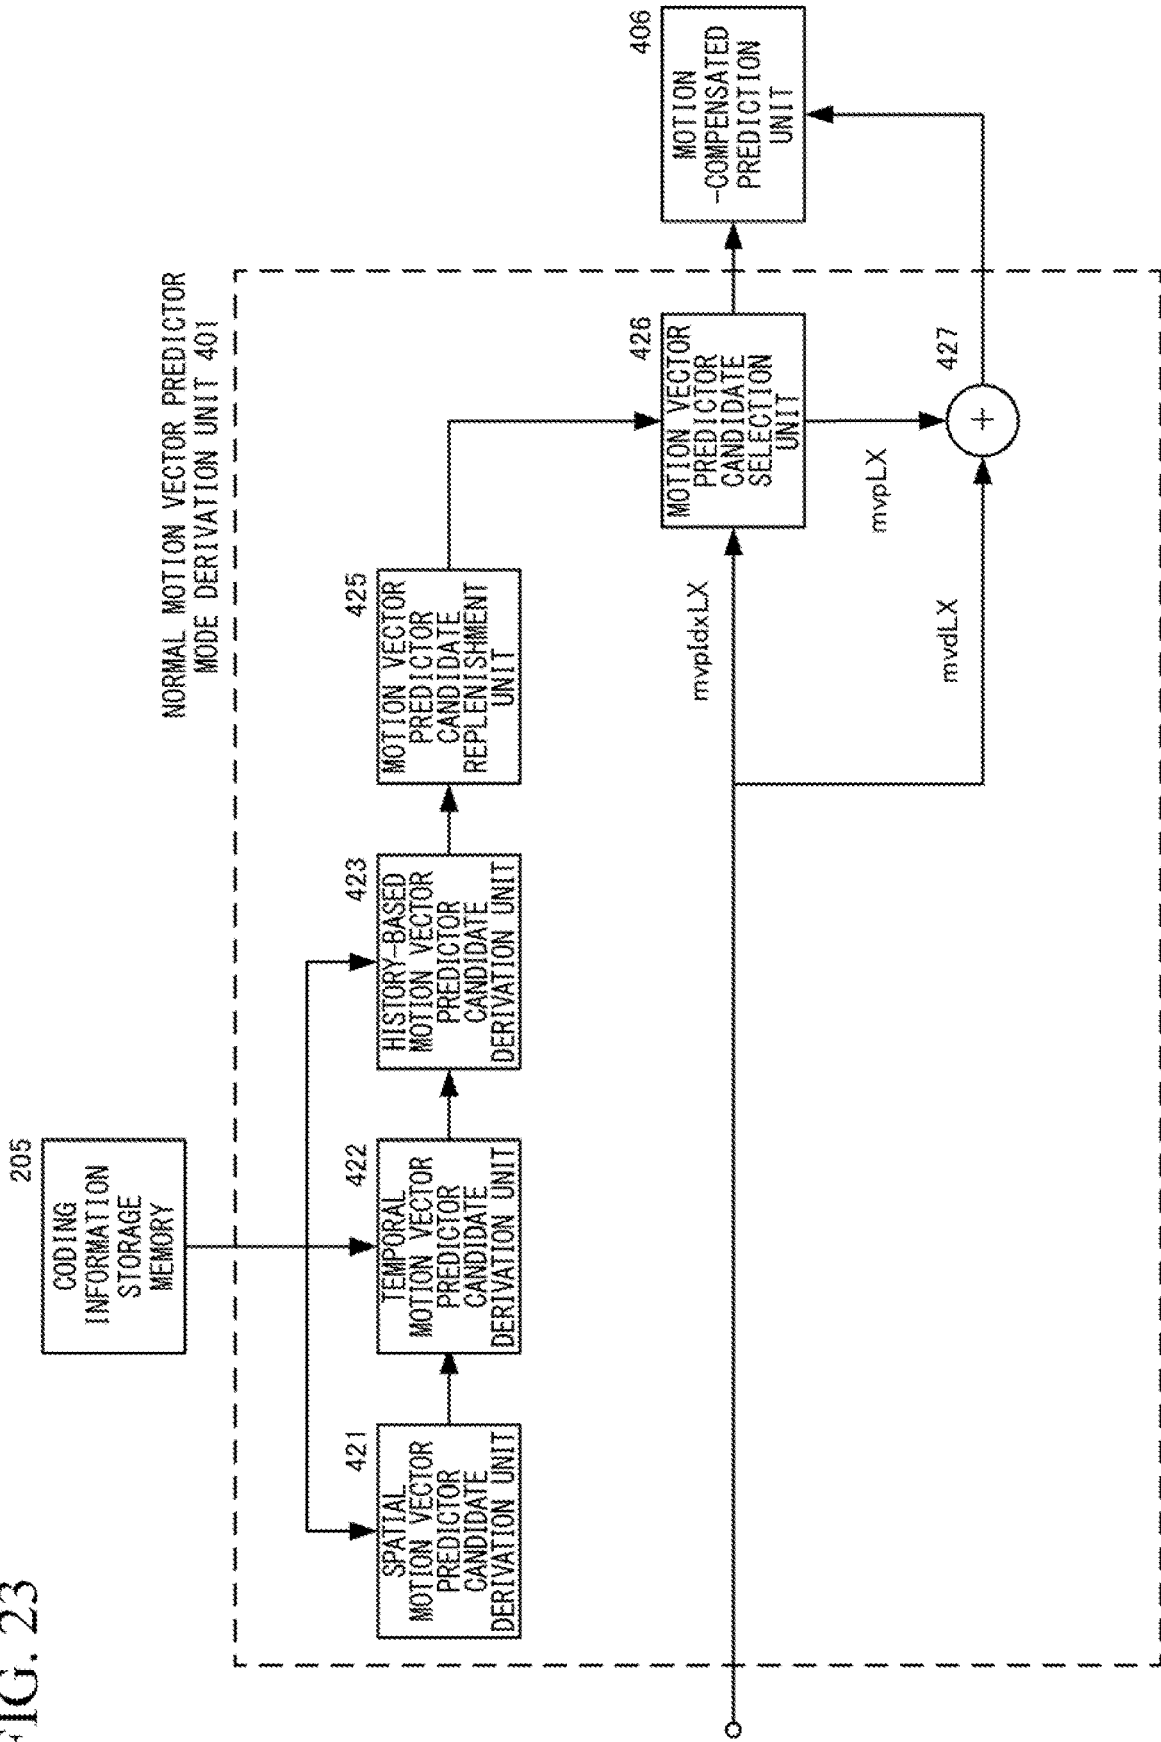 FIG. 23
205
CODING
INFORMATION
STORAGE
MEMORY
NORMAL MOTION VECTOR PREDICTOR
MODE DERIVATION UNIT 401
421
SPATIAL
MOTION VECTOR
PREDICTOR
CANDIDATE
DERIVATION UNIT
422
TEMPORAL
MOTION VECTOR
PREDICTOR
CANDIDATE
DERIVATION UNIT
423
HISTORY-BASED
MOTION VECTOR
PREDICTOR
CANDIDATE
DERIVATION UNIT
425
MOTION VECTOR
PREDICTOR
CANDIDATE
REPLENISHMENT
UNIT
426
MOTION VECTOR
PREDICTOR
CANDIDATE
SELECTION
UNIT
406
MOTION
-COMPENSATED
PREDICTION
UNIT
mvpIdxLX
mvpLX
mvdLX
427
+